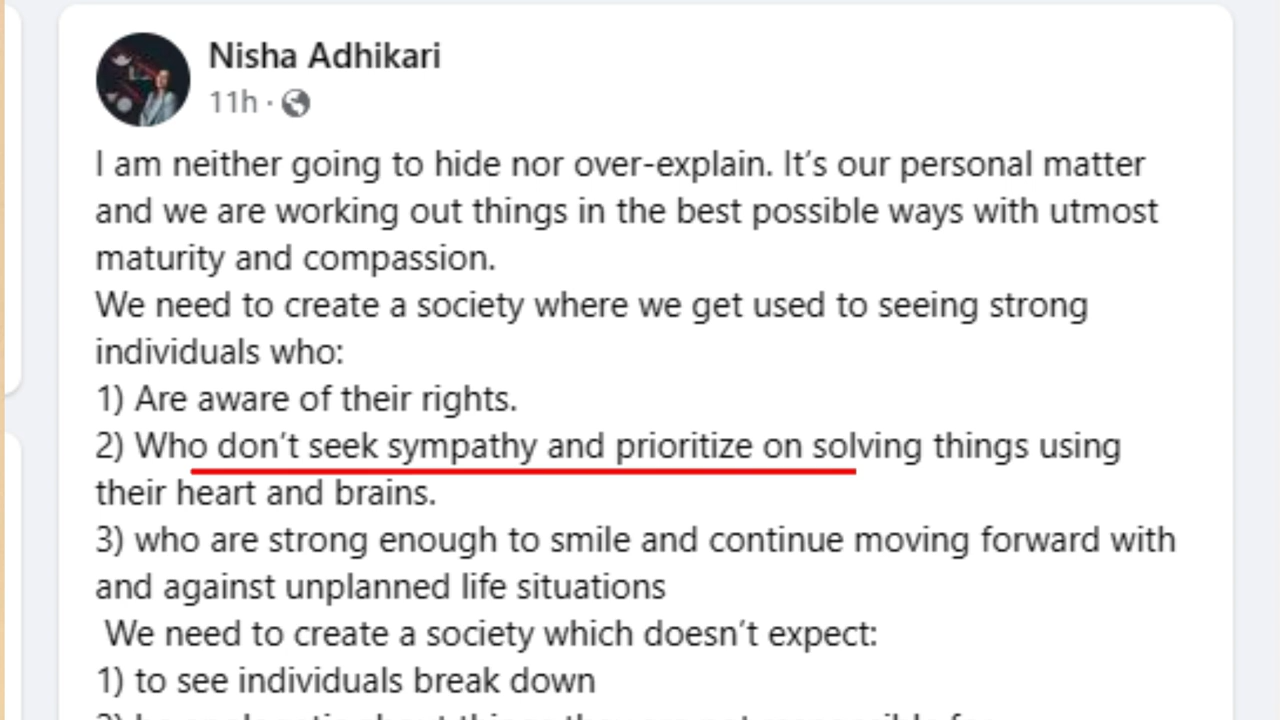 Nisha Adhikari
11h ·
I am neither going to hide nor over-explain. It’s our personal matter
and we are working out things in the best possible ways with utmost
maturity and compassion.
We need to create a society where we get used to seeing strong
individuals who:
1) Are aware of their rights.
2) Who don’t seek sympathy and prioritize on solving things using
their heart and brains.
3) who are strong enough to smile and continue moving forward with
and against unplanned life situations
We need to create a society which doesn’t expect:
1) to see individuals break down